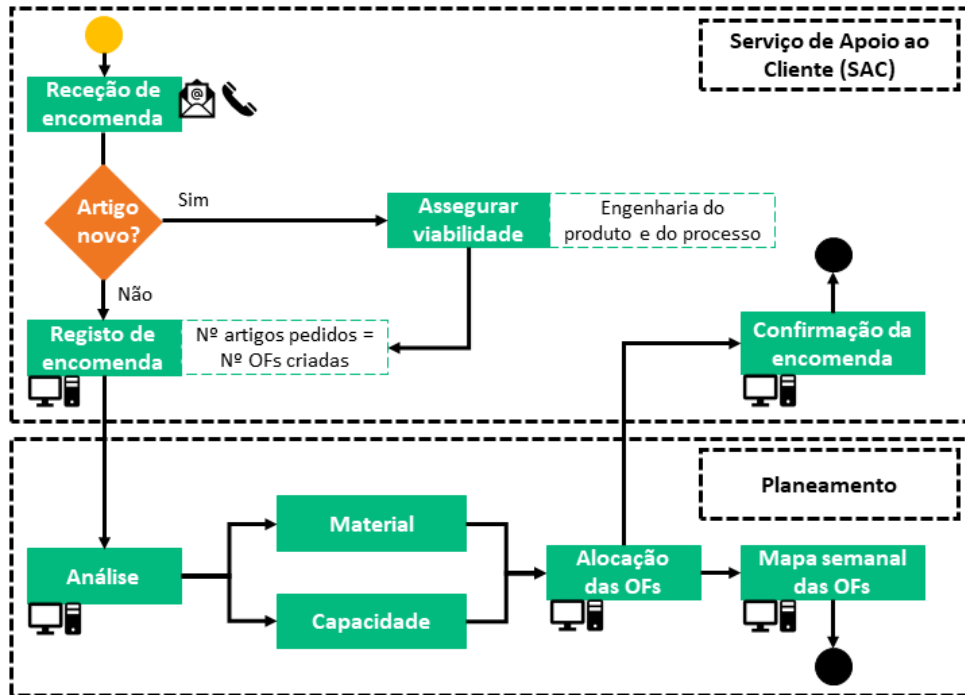 Serviço de Apoio ao
Cliente (SAC)
Receção de
encomenda
@
Artigo
novo?
Sim
Assegurar
viabilidade
Engenharia do
produto e do processo
Não
Registo de
encomenda
Nº artigos pedidos =
Nº OFs criadas
Confirmação da
encomenda
Planeamento
Análise
Material
Capacidade
Alocação
das OFs
Mapa semanal
das OFs